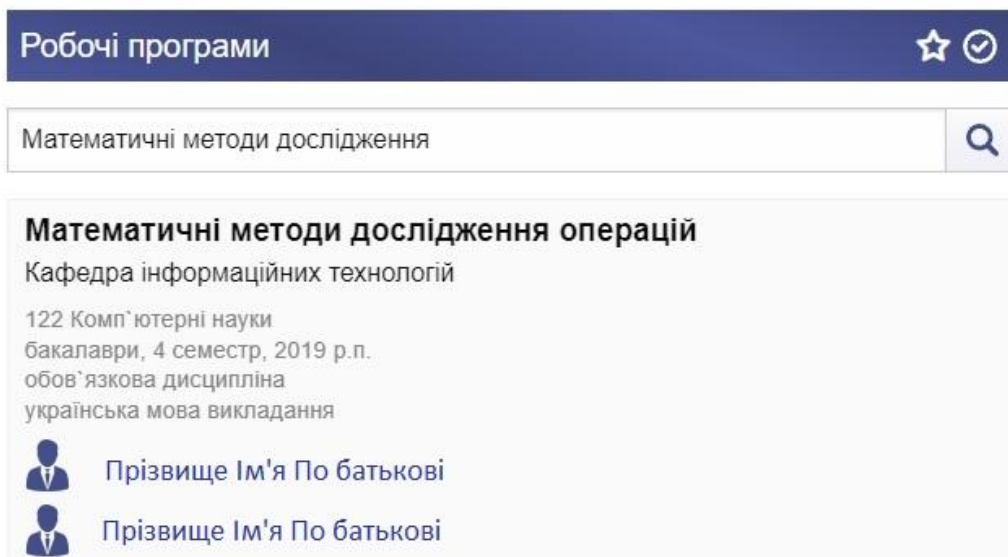 Робочі програми
Математичні методи дослідження
Математичні методи дослідження операцій
Кафедра інформаційних технологій
122 Комп`ютерні науки
бакалаври, 4 семестр, 2019 р.п.
обов`язкова дисципліна
українська мова викладання
Прізвище Ім'я По батькові
Прізвище Ім'я По батькові